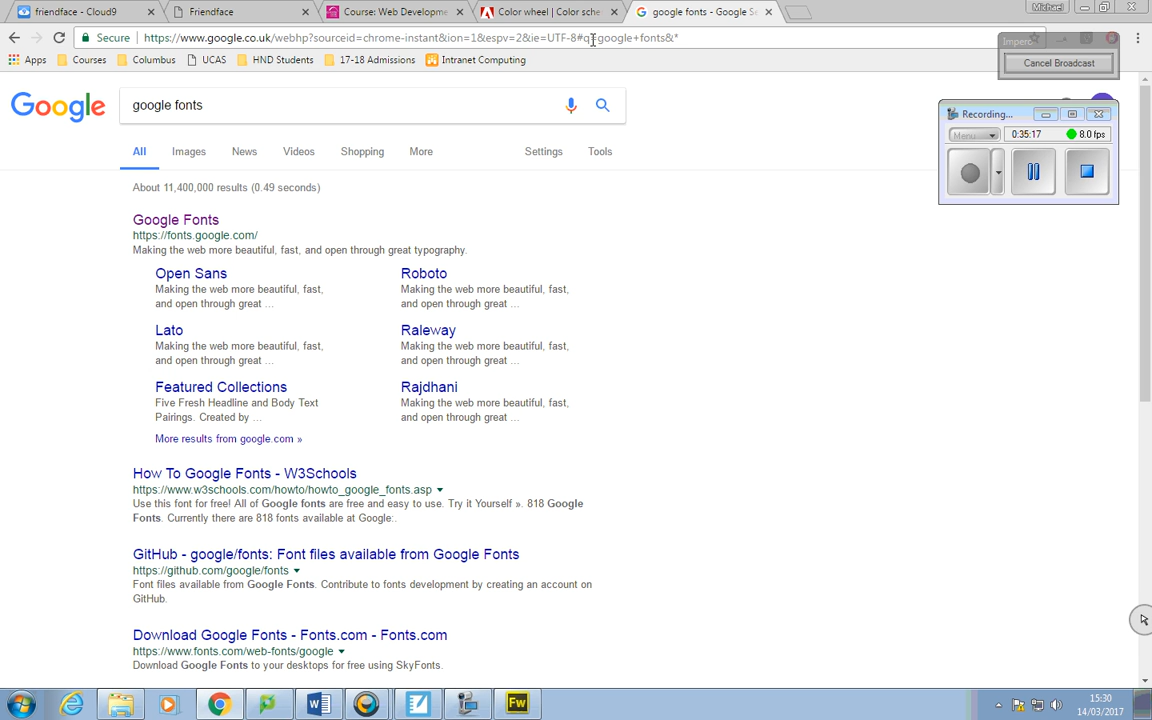 friendface - Cloud9
Friendface
Course: Web Developme
Color wheel | Color sche
google fonts - Google Se
Michael
Secure
https://www.google.co.uk/webhp?sourceid=chrome-instant&ion=1&espv=2&ie=UTF-8#q=google+fonts&*
Impero
Cancel Broadcast
Apps
Courses
Columbus
UCAS
HND Students
17-18 Admissions
Intranet Computing
Google
google fonts
Recording...
Menu
0:35:17
8.0 fps
All
Images
News
Videos
Shopping
More
Settings
Tools
About 11,400,000 results (0.49 seconds)
Google Fonts
https://fonts.google.com/
Making the web more beautiful, fast, and open through great typography.
Open Sans
Making the web more beautiful, fast,
and open through great ...
Roboto
Making the web more beautiful, fast,
and open through great ...
Lato
Making the web more beautiful, fast,
and open through great ...
Raleway
Making the web more beautiful, fast,
and open through great ...
Featured Collections
Five Fresh Headline and Body Text
Pairings. Created by ...
Rajdhani
Making the web more beautiful, fast,
and open through great ...
More results from google.com »
How To Google Fonts - W3Schools
https://www.w3schools.com/howto/howto_google_fonts.asp
Use this font for free! All of Google fonts are free and easy to use. Try it Yourself ». 818 Google
Fonts. Currently there are 818 fonts available at Google:.
GitHub - google/fonts: Font files available from Google Fonts
https://github.com/google/fonts
Font files available from Google Fonts. Contribute to fonts development by creating an account on
GitHub.
Download Google Fonts - Fonts.com - Fonts.com
https://www.fonts.com/web-fonts/google
Download Google Fonts to your desktops for free using SkyFonts.
Fw
15:30
14/03/2017